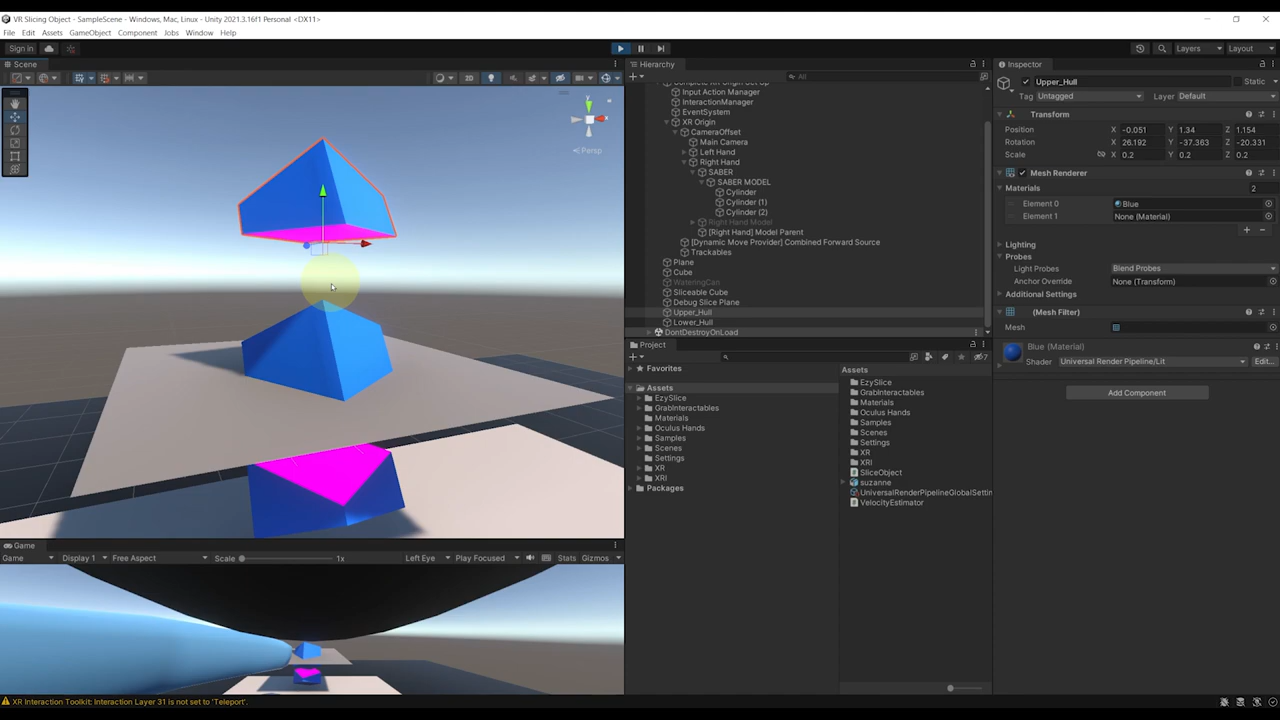 VR Slicing Object - SampleScene - Windows, Mac, Linux - Unity 2021.3.16f1 Personal <DX11>
File Edit Assets GameObject Component Jobs Window Help
Sign In
Layers Layout
Scene
2D
y
x
Persp
Hierarchy
All
Input Action Manager
InteractionManager
EventSystem
XR Origin
CameraOffset
Main Camera
Left Hand
Right Hand
SABER
SABER MODEL
Cylinder
Cylinder (1)
Cylinder (2)
Right Hand Model
[Right Hand] Model Parent
[Dynamic Move Provider] Combined Forward Source
Trackables
Plane
Cube
WateringCan
Sliceable Cube
Debug Slice Plane
Upper_Hull
Lower_Hull
DontDestroyOnLoad
Project
7
Favorites
Assets
EzySlice
GrabInteractables
Materials
Oculus Hands
Samples
Scenes
Settings
XR
XRI
Packages
Assets
EzySlice
GrabInteractables
Materials
Oculus Hands
Samples
Scenes
Settings
XR
XRI
SliceObject
suzanne
UniversalRenderPipelineGlobalSettin
VelocityEstimator
Inspector
Upper_Hull Static
Tag Untagged Layer Default
Transform
Position X -0.051 Y 1.34 Z 1.154
Rotation X 26.192 Y -37.363 Z -20.331
Scale X 0.2 Y 0.2 Z 0.2
Mesh Renderer
Materials 2
Element 0 Blue
Element 1 None (Material)
Lighting
Probes
Light Probes Blend Probes
Anchor Override None (Transform)
Additional Settings
(Mesh Filter)
Mesh
Blue (Material)
Shader Universal Render Pipeline/Lit Edit...
Add Component
Game
Game Display 1 Free Aspect Scale 1x Left Eye Play Focused Stats Gizmos
XR Interaction Toolkit: Interaction Layer 31 is not set to 'Teleport'.